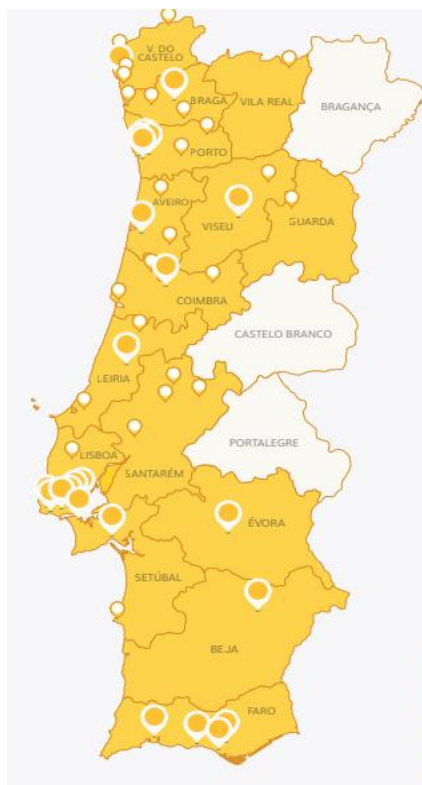 V. DO
CASTELO
BRAGA
VILA REAL
BRAGANÇA
PORTO
AVEIRO
VISEU
GUARDA
COIMBRA
CASTELO BRANCO
LEIRIA
PORTALEGRE
LISBOA
SANTARÉM
ÉVORA
SETÚBAL
BEJA
FARO